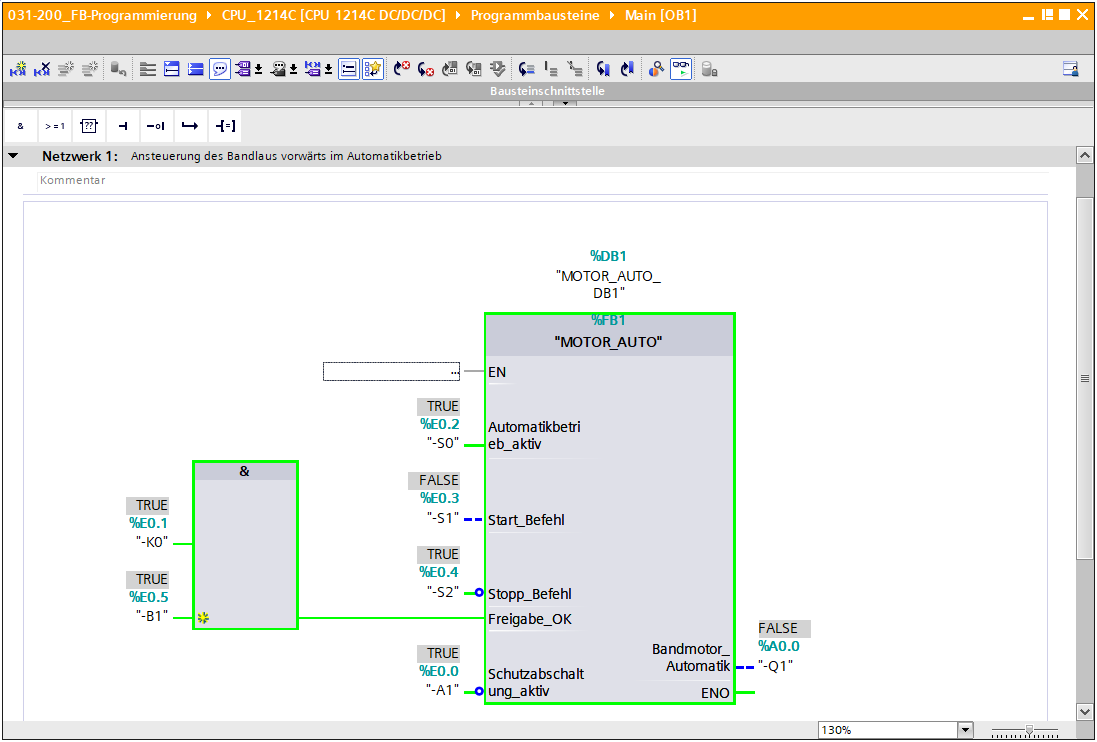 031-200_FB-Programmierung ▸ CPU_1214C [CPU 1214C DC/DC/DC] ▸ Programmbausteine ▸ Main [OB1]
Bausteinschnittstelle
& >=1 ??
Netzwerk 1: Ansteuerung des Bandlaus vorwärts im Automatikbetrieb
Kommentar
%DB1
"MOTOR_AUTO_
DB1"
%FB1
"MOTOR_AUTO"
... EN
TRUE
%E0.2
"-S0"
Automatikbetri
eb_aktiv
FALSE
%E0.3
"-S1"
Start_Befehl
&
TRUE
%E0.1
"-K0"
TRUE
%E0.5
"-B1"
TRUE
%E0.4
"-S2"
Stopp_Befehl
Freigabe_OK
TRUE
%E0.0
"-A1"
Schutzabschalt
ung_aktiv
Bandmotor_
Automatik
FALSE
%A0.0
"-Q1"
ENO
130%